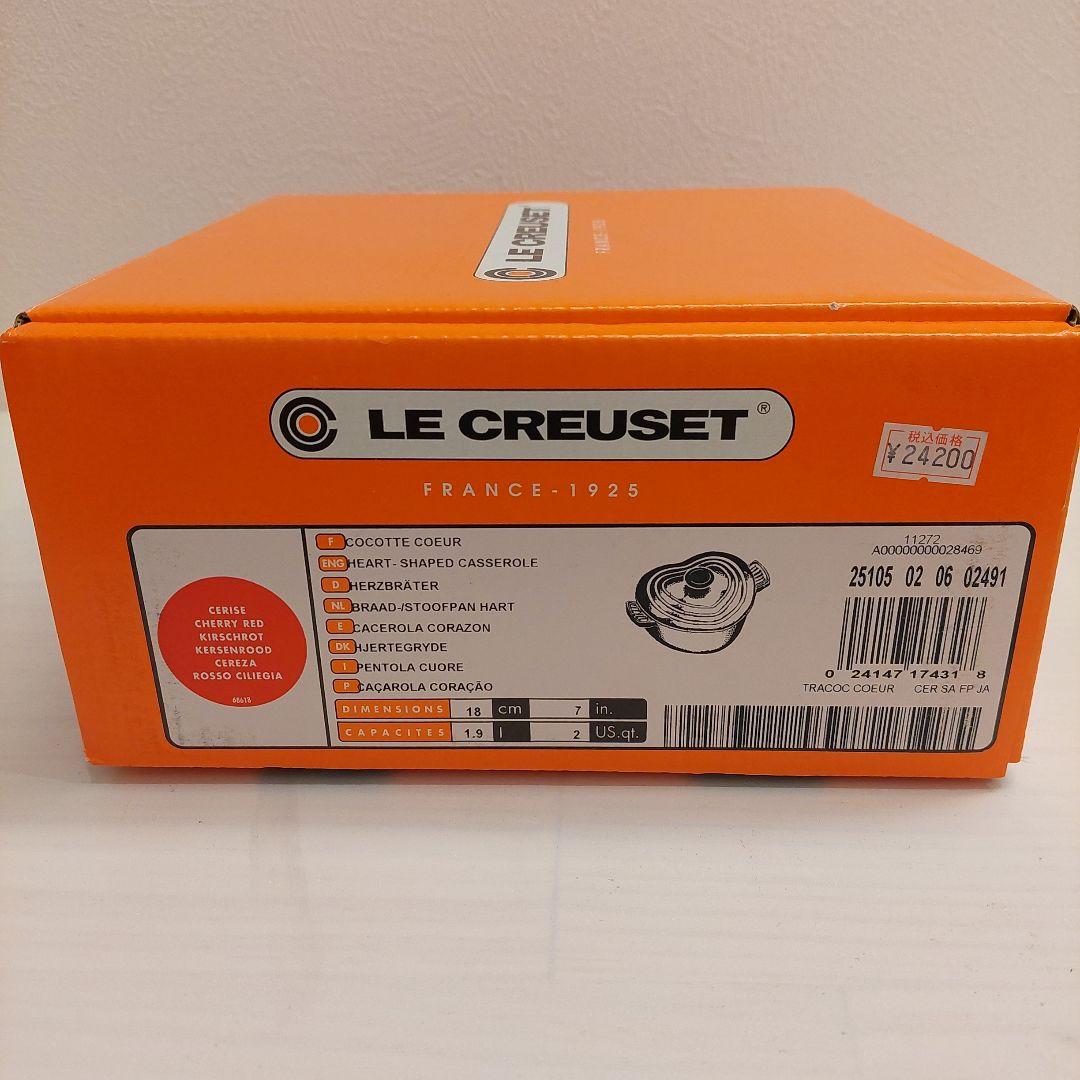 LE CREUSET
FRANCE-1925
LE CREUSET®
FRANCE-1925
税込価格
¥24200
CERISE
CHERRY RED
KIRSCHROT
KERSENROOD
CEREZA
ROSSO CILIEGIA
68618
F COCOTTE COEUR
ENG HEART- SHAPED CASSEROLE
D HERZBRÄTER
NL BRAAD-/STOOFPAN HART
E CACEROLA CORAZON
DK HJERTEGRYDE
I PENTOLA CUORE
P CAÇAROLA CORAÇÃO
DIMENSIONS 18 cm 7 in.
CAPACITES 1.9 l 2 US.qt.
11272
A00000000028469
25105 02 06 02491
0 24147 17431 8
TRACOC COEUR CER SA FP JA